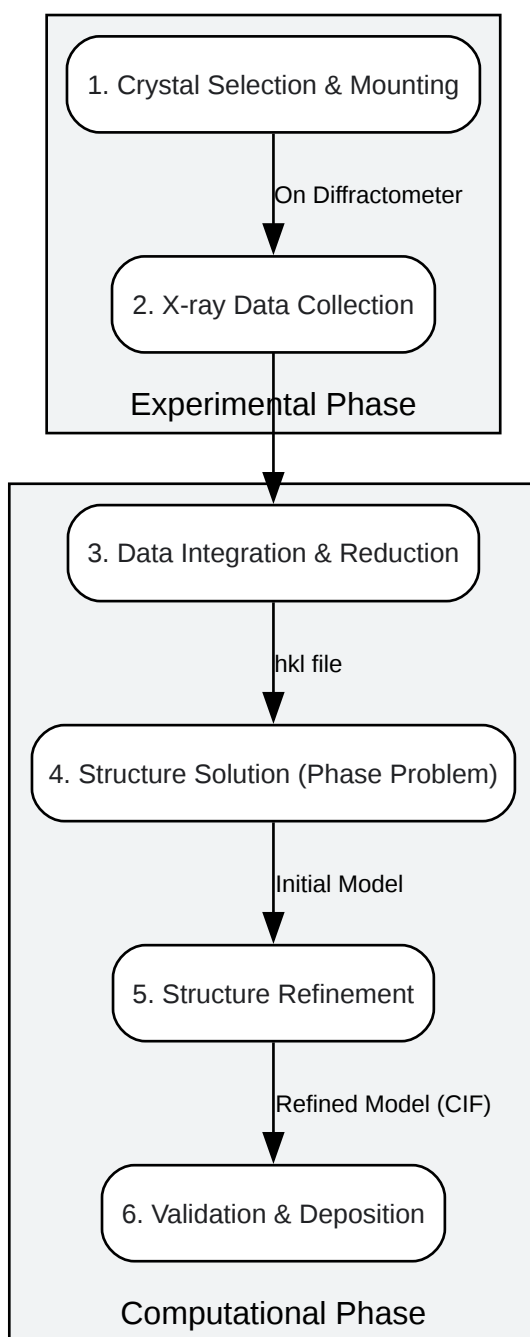 1. Crystal Selection & Mounting
On Diffractometer
2. X-ray Data Collection
Experimental Phase
3. Data Integration & Reduction
hkl file
4. Structure Solution (Phase Problem)
Initial Model
5. Structure Refinement
Refined Model (CIF)
6. Validation & Deposition
Computational Phase